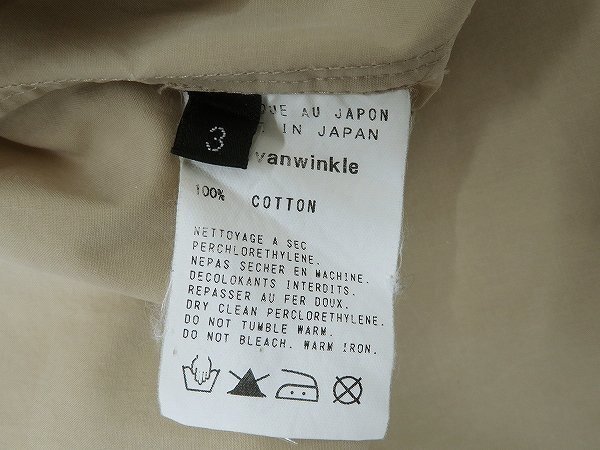 3
AU JAPON
IN JAPAN
vanwinkle
100% COTTON
NETTOYAGE A SEC
PERCHLORETHYLENE.
NEPAS SECHER EN MACHINE.
DECOLOKANTS INTERDITS.
REPASSER AU FER DOUX.
DRY CLEAN PERCLORETHYLENE.
DO NOT TUMBLE WARM.
DO NOT BLEACH. WARM IRON.